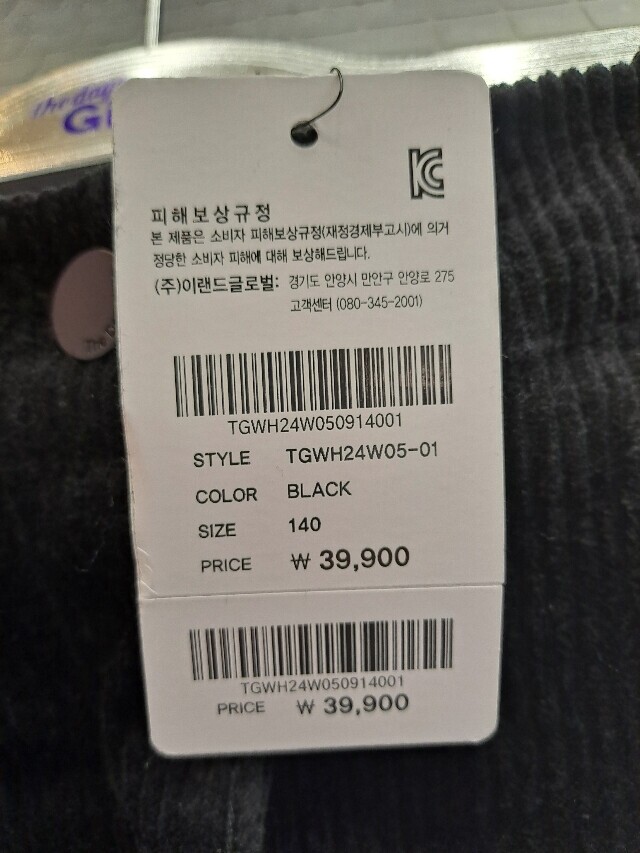 피해보상규정
본 제품은 소비자 피해보상규정(재정경제부고시)에 의거
정당한 소비자 피해에 대해 보상해드립니다.
(주)이랜드글로벌: 경기도 안양시 만안구 안양로 275
고객센터 (080-345-2001)
TGWH24W050914001
STYLE TGWH24W05-01
COLOR BLACK
SIZE 140
PRICE ₩ 39,900
TGWH24W050914001
PRICE ₩ 39,900